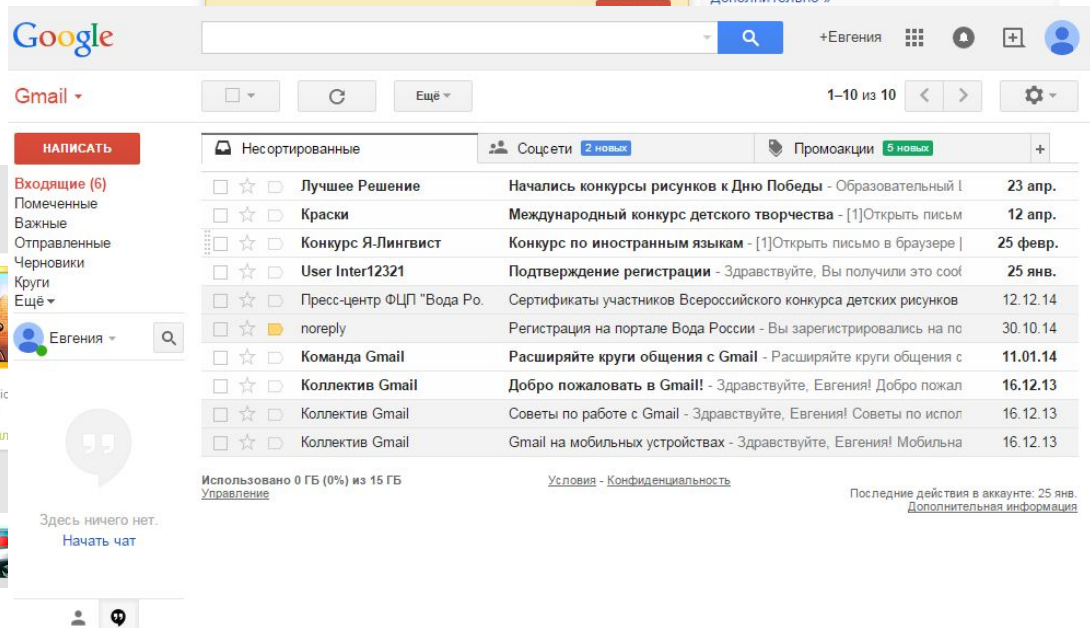 Дополнительно »
Google
+Евгения
Gmail
Ещё
1–10 из 10
НАПИСАТЬ
Несортированные
Соцсети 2 новых
Промоакции 5 новых
+
Входящие (6)
Помеченные
Важные
Отправленные
Черновики
Круги
Ещё
Евгения
Лучшее Решение Начались конкурсы рисунков к Дню Победы - Образовательный 23 апр.
Краски Международный конкурс детского творчества - [1]Открыть письм 12 апр.
Конкурс Я-Лингвист Конкурс по иностранным языкам - [1]Открыть письмо в браузере | 25 февр.
User Inter12321 Подтверждение регистрации - Здравствуйте, Вы получили это сооб 25 янв.
Пресс-центр ФЦП "Вода Ро. Сертификаты участников Всероссийского конкурса детских рисунков 12.12.14
noreply Регистрация на портале Вода России - Вы зарегистрировались на по 30.10.14
Команда Gmail Расширяйте круги общения с Gmail - Расширяйте круги общения с 11.01.14
Коллектив Gmail Добро пожаловать в Gmail! - Здравствуйте, Евгения! Добро пожал 16.12.13
Коллектив Gmail Советы по работе с Gmail - Здравствуйте, Евгения! Советы по испол 16.12.13
Коллектив Gmail Gmail на мобильных устройствах - Здравствуйте, Евгения! Мобильна 16.12.13
Использовано 0 ГБ (0%) из 15 ГБ
Управление
Условия - Конфиденциальность
Последние действия в аккаунте: 25 янв.
Дополнительная информация
Здесь ничего нет.
Начать чат